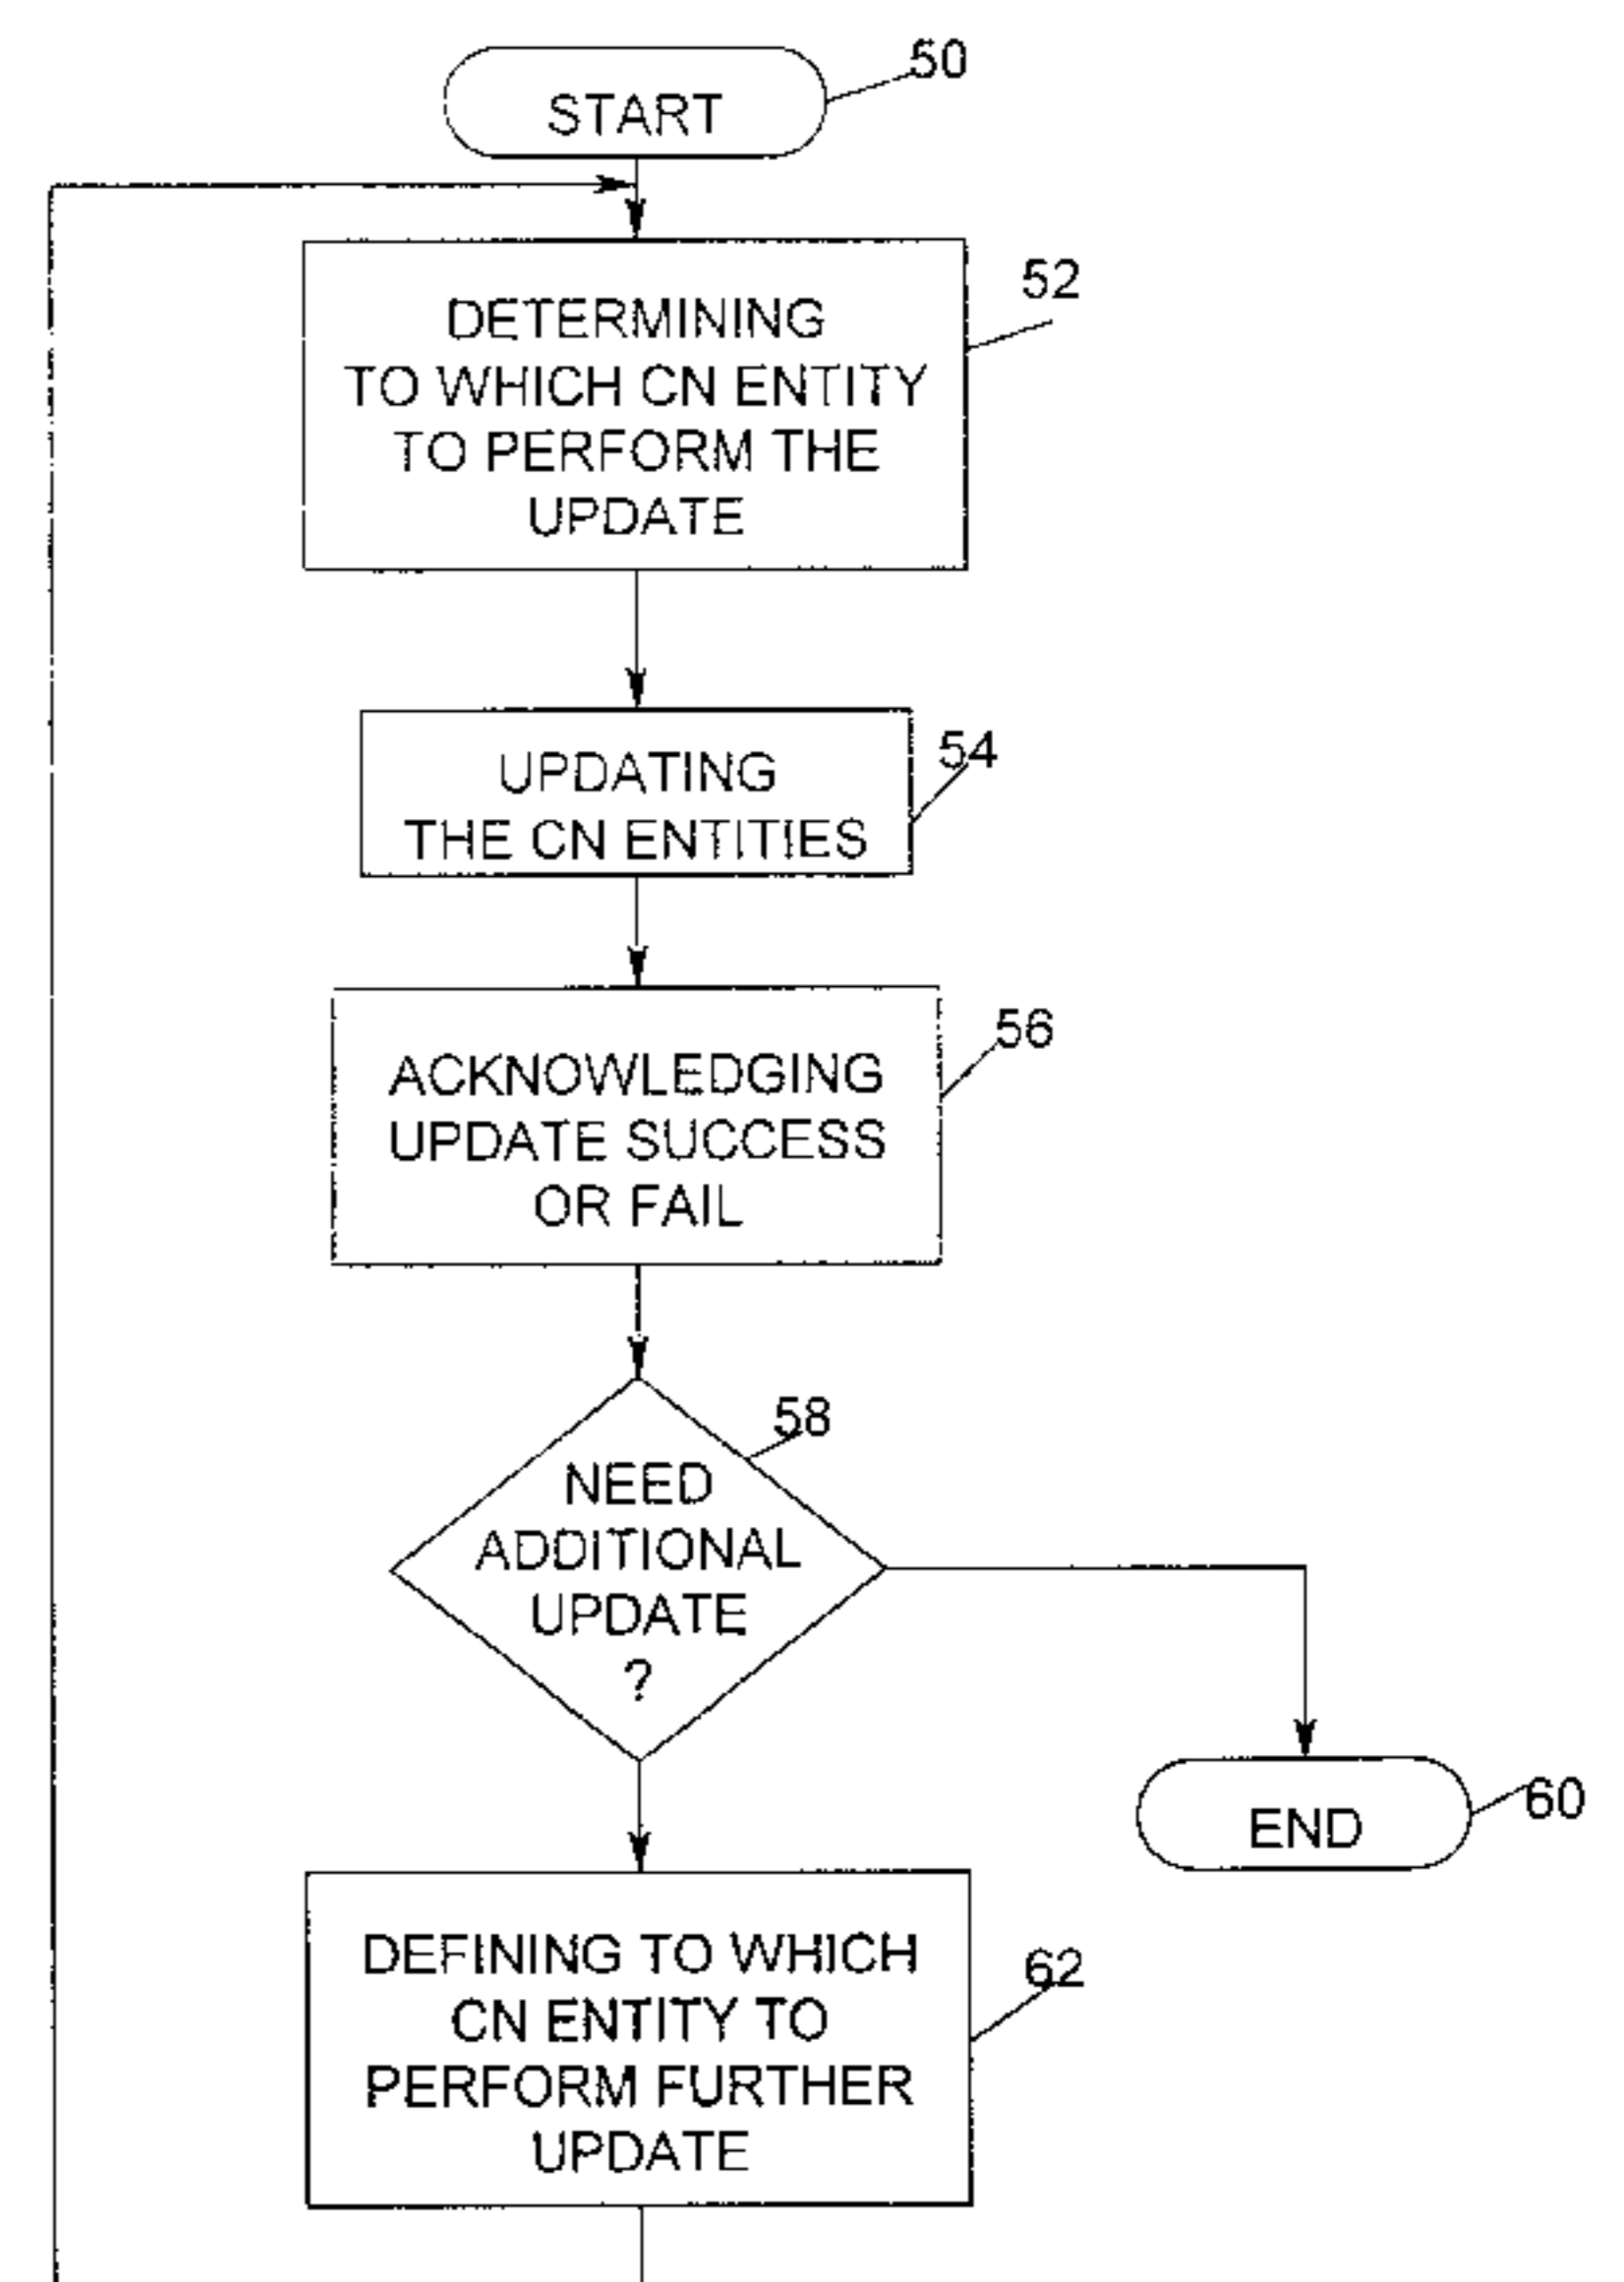 START
50
DETERMINING
TO WHICH CN ENTITY
TO PERFORM THE
UPDATE
52
UPDATING
THE CN ENTITIES
54
ACKNOWLEDGING
UPDATE SUCCESS
OR FAIL
56
NEED
ADDITIONAL
UPDATE
?
58
END
60
DEFINING TO WHICH
CN ENTITY TO
PERFORM FURTHER
UPDATE
62